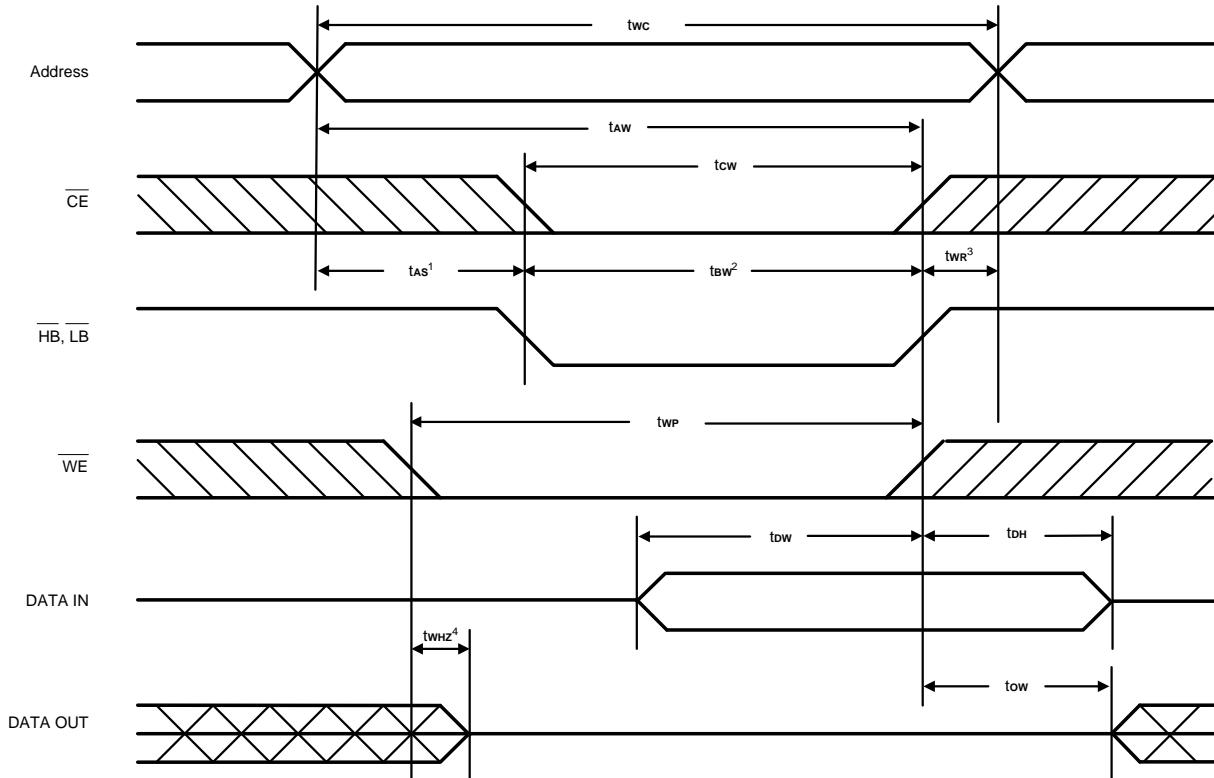 tWC
Address
tAW
tCW
CE
tAS1 tBW2 tWR3
HB, LB
tWP
WE
tDW tDH
DATA IN
tWHZ4
tOW
DATA OUT